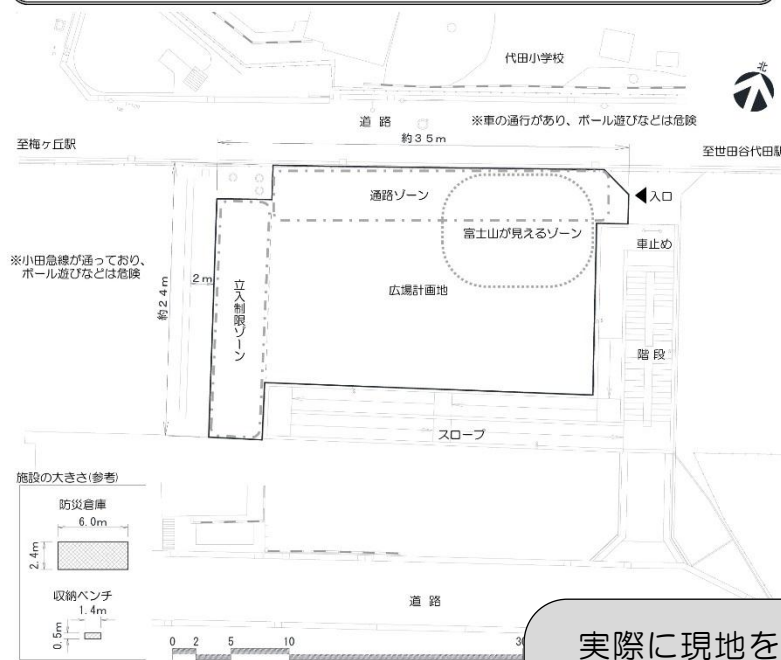 代田小学校
北
道 路
※車の通行があり、ボール遊びなどは危険
約35m
至梅ヶ丘駅
至世田谷代田駅
通路ゾーン
入口
富士山が見えるゾーン
車止め
※小田急線が通っており、
ボール遊びなどは危険
2m
約24m
立入制限ゾーン
広場計画地
階 段
スロープ
施設の大きさ(参考)
防災倉庫
6.0m
2.4m
収納ベンチ
1.4m
0.5m
道 路
0 2 5 10
実際に現地を